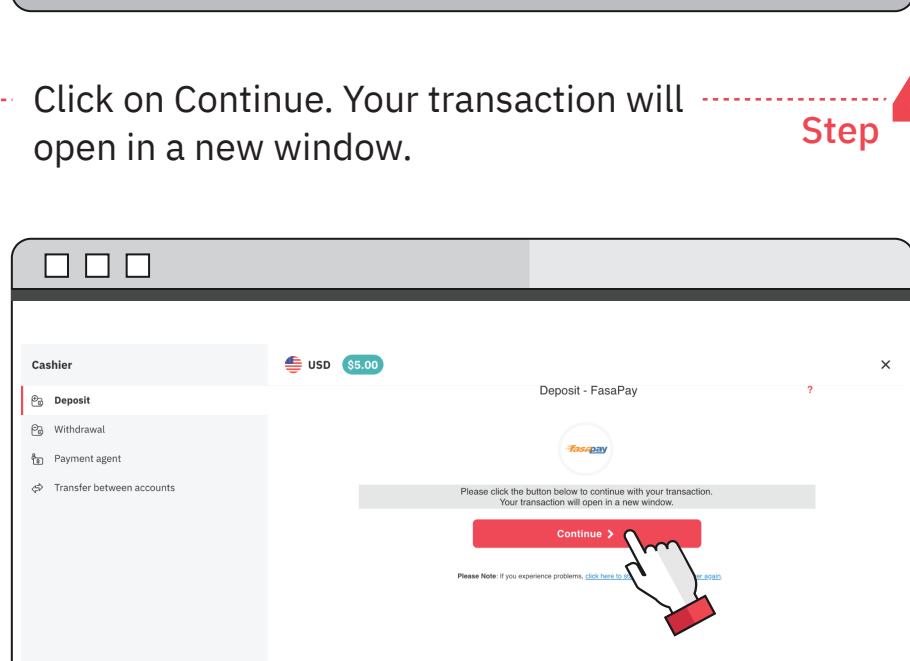 Click on Continue. Your transaction will
open in a new window.
Step
Cashier
USD $5.00
×
Deposit - FasaPay ?
Deposit
Withdrawal
Payment agent
Transfer between accounts
fasapay
Please click the button below to continue with your transaction.
Your transaction will open in a new window.
Continue >
Please Note: If you experience problems, click here to er again.